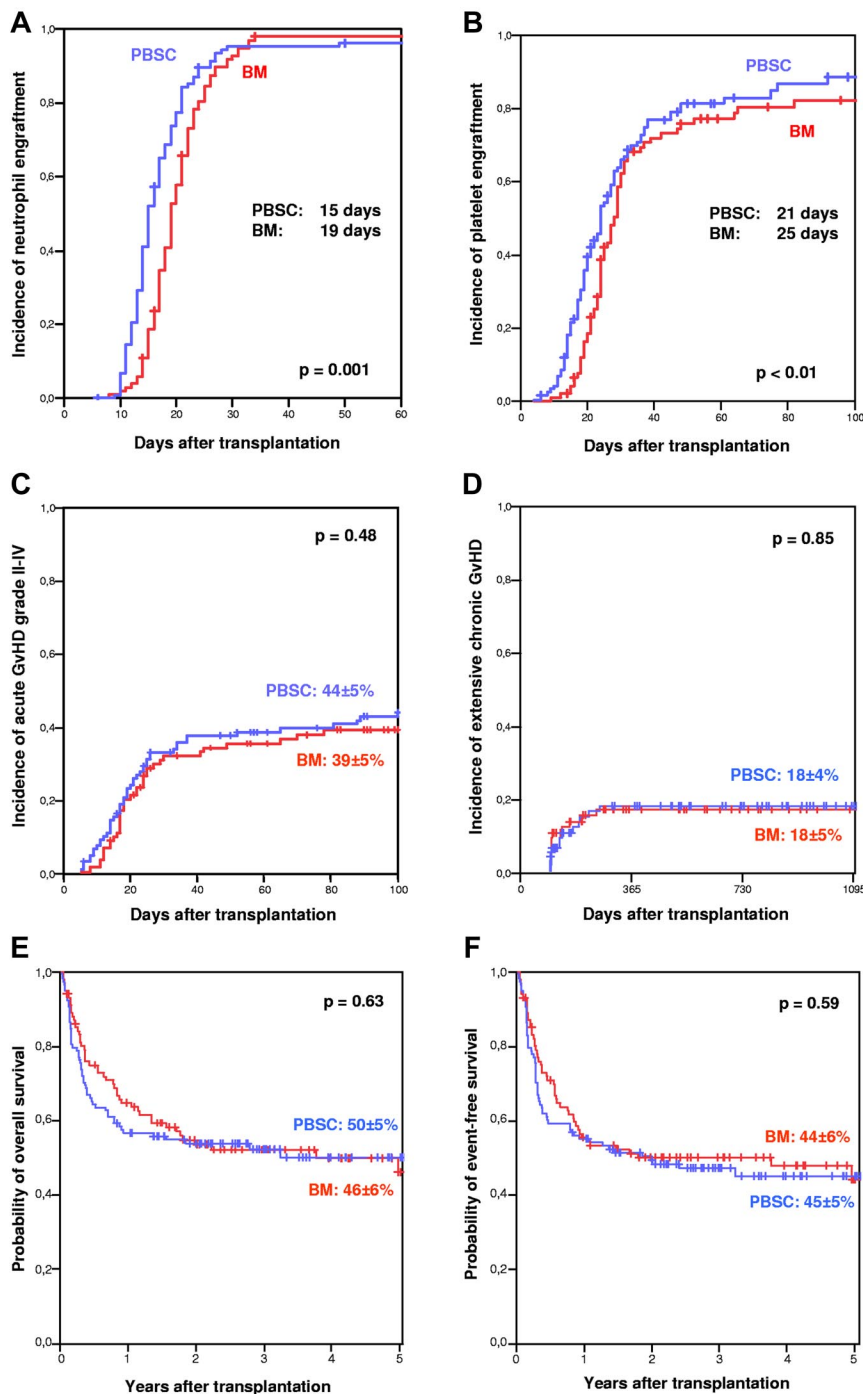 A
Incidence of neutrophil engraftment
1,0
0,8
0,6
0,4
0,2
0,0
PBSC
BM
PBSC: 15 days
BM: 19 days
p = 0.001
0 10 20 30 40 50 60
Days after transplantation
B
Incidence of platelet engraftment
1,0
0,8
0,6
0,4
0,2
0,0
PBSC
BM
PBSC: 21 days
BM: 25 days
p < 0.01
0 20 40 60 80 100
Days after transplantation
C
Incidence of acute GvHD grade II-IV
1,0
0,8
0,6
0,4
0,2
0,0
p = 0.48
PBSC: 44±5%
BM: 39±5%
0 20 40 60 80 100
Days after transplantation
D
Incidence of extensive chronic GvHD
1,0
0,8
0,6
0,4
0,2
0,0
p = 0.85
PBSC: 18±4%
BM: 18±5%
0 365 730 1095
Days after transplantation
E
Probability of overall survival
1,0
0,8
0,6
0,4
0,2
0,0
p = 0.63
PBSC: 50±5%
BM: 46±6%
0 1 2 3 4 5
Years after transplantation
F
Probability of event-free survival
1,0
0,8
0,6
0,4
0,2
0,0
p = 0.59
BM: 44±6%
PBSC: 45±5%
0 1 2 3 4 5
Years after transplantation